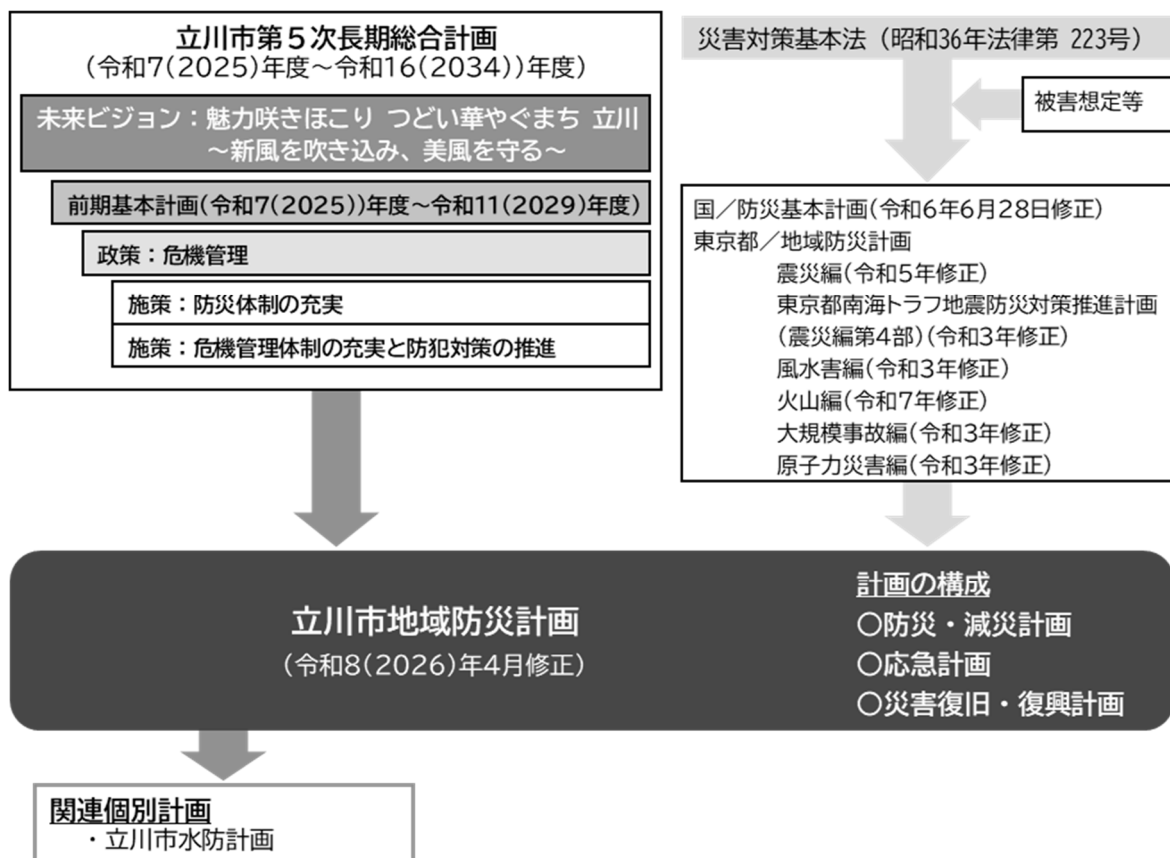 立川市第5次長期総合計画
(令和7(2025)年度～令和16(2034))年度)
未来ビジョン：魅力咲きほこり つどい華やぐまち 立川
～新風を吹き込み、美風を守る～
前期基本計画(令和7(2025))年度～令和11(2029)年度)
政策：危機管理
施策：防災体制の充実
施策：危機管理体制の充実と防犯対策の推進
災害対策基本法（昭和36年法律第 223号）
被害想定等
国／防災基本計画(令和6年6月28日修正)
東京都／地域防災計画
震災編(令和5年修正)
東京都南海トラフ地震防災対策推進計画
(震災編第4部)(令和3年修正)
風水害編(令和3年修正)
火山編(令和7年修正)
大規模事故編(令和3年修正)
原子力災害編(令和3年修正)
立川市地域防災計画
(令和8(2026)年4月修正)
計画の構成
○防災・減災計画
○応急計画
○災害復旧・復興計画
関連個別計画
・立川市水防計画